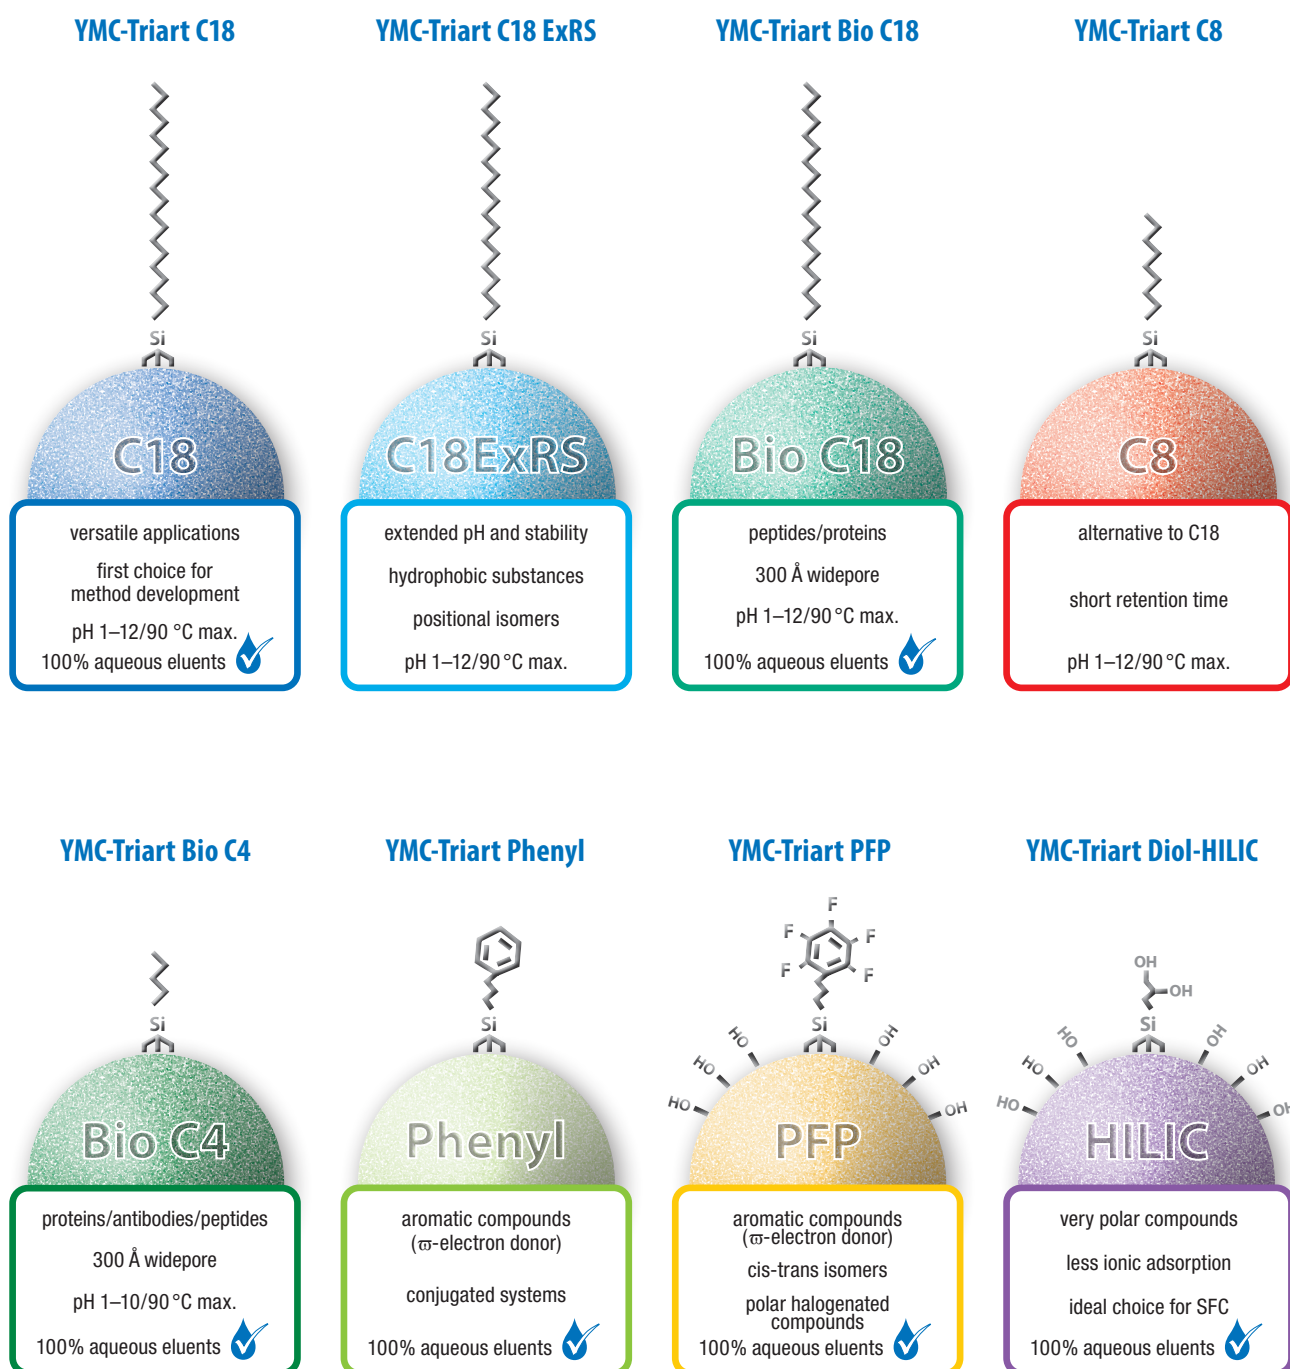 YMC-Triart C18
YMC-Triart C18 ExRS
YMC-Triart Bio C18
YMC-Triart C8
Si
Si
Si
Si
C18
C18ExRS
Bio C18
C8
versatile applications
first choice for
method development
pH 1–12/90 °C max.
100% aqueous eluents
extended pH and stability
hydrophobic substances
positional isomers
pH 1–12/90 °C max.
peptides/proteins
300 Å widepore
pH 1–12/90 °C max.
100% aqueous eluents
alternative to C18
short retention time
pH 1–12/90 °C max.
YMC-Triart Bio C4
YMC-Triart Phenyl
YMC-Triart PFP
YMC-Triart Diol-HILIC
Si
Si
F
F
F
F
F
Si
HO
HO
HO
OH
OH
OH
OH
OH
Si
HO
HO
HO
OH
OH
OH
Bio C4
Phenyl
PFP
HILIC
proteins/antibodies/peptides
300 Å widepore
pH 1–10/90 °C max.
100% aqueous eluents
aromatic compounds
(ϖ-electron donor)
conjugated systems
100% aqueous eluents
aromatic compounds
(ϖ-electron donor)
cis-trans isomers
polar halogenated
compounds
100% aqueous eluents
very polar compounds
less ionic adsorption
ideal choice for SFC
100% aqueous eluents